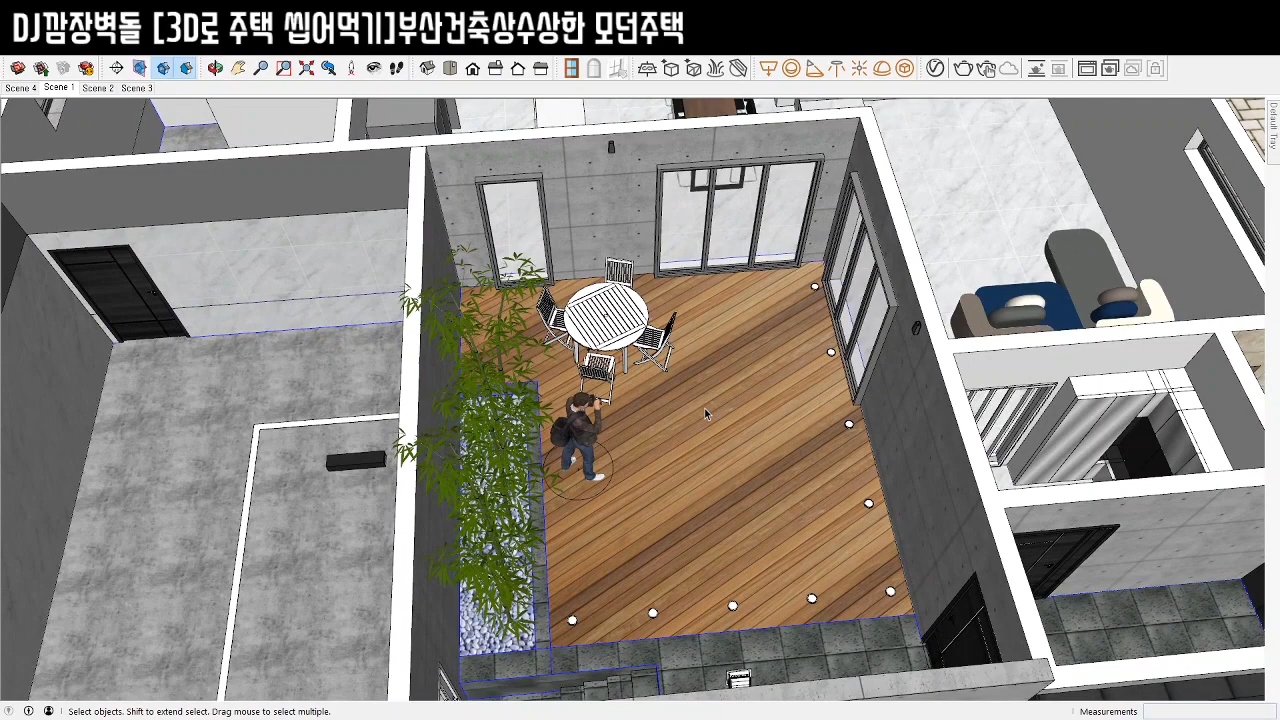 DJ깜장벽돌 [3D로 주택 씹어먹기]부산건축상수상한 모던주택
Scene 4 Scene 1 Scene 2 Scene 3
Default Tray
Select objects. Shift to extend select. Drag mouse to select multiple. Measurements